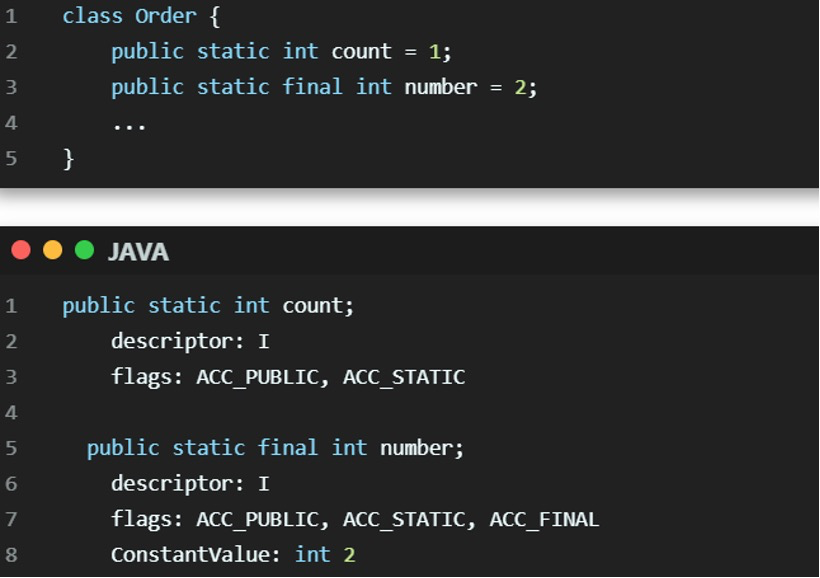 1 class Order {
2     public static int count = 1;
3     public static final int number = 2;
4     ...
5 }
JAVA
1 public static int count;
2     descriptor: I
3     flags: ACC_PUBLIC, ACC_STATIC
4
5   public static final int number;
6     descriptor: I
7     flags: ACC_PUBLIC, ACC_STATIC, ACC_FINAL
8     ConstantValue: int 2